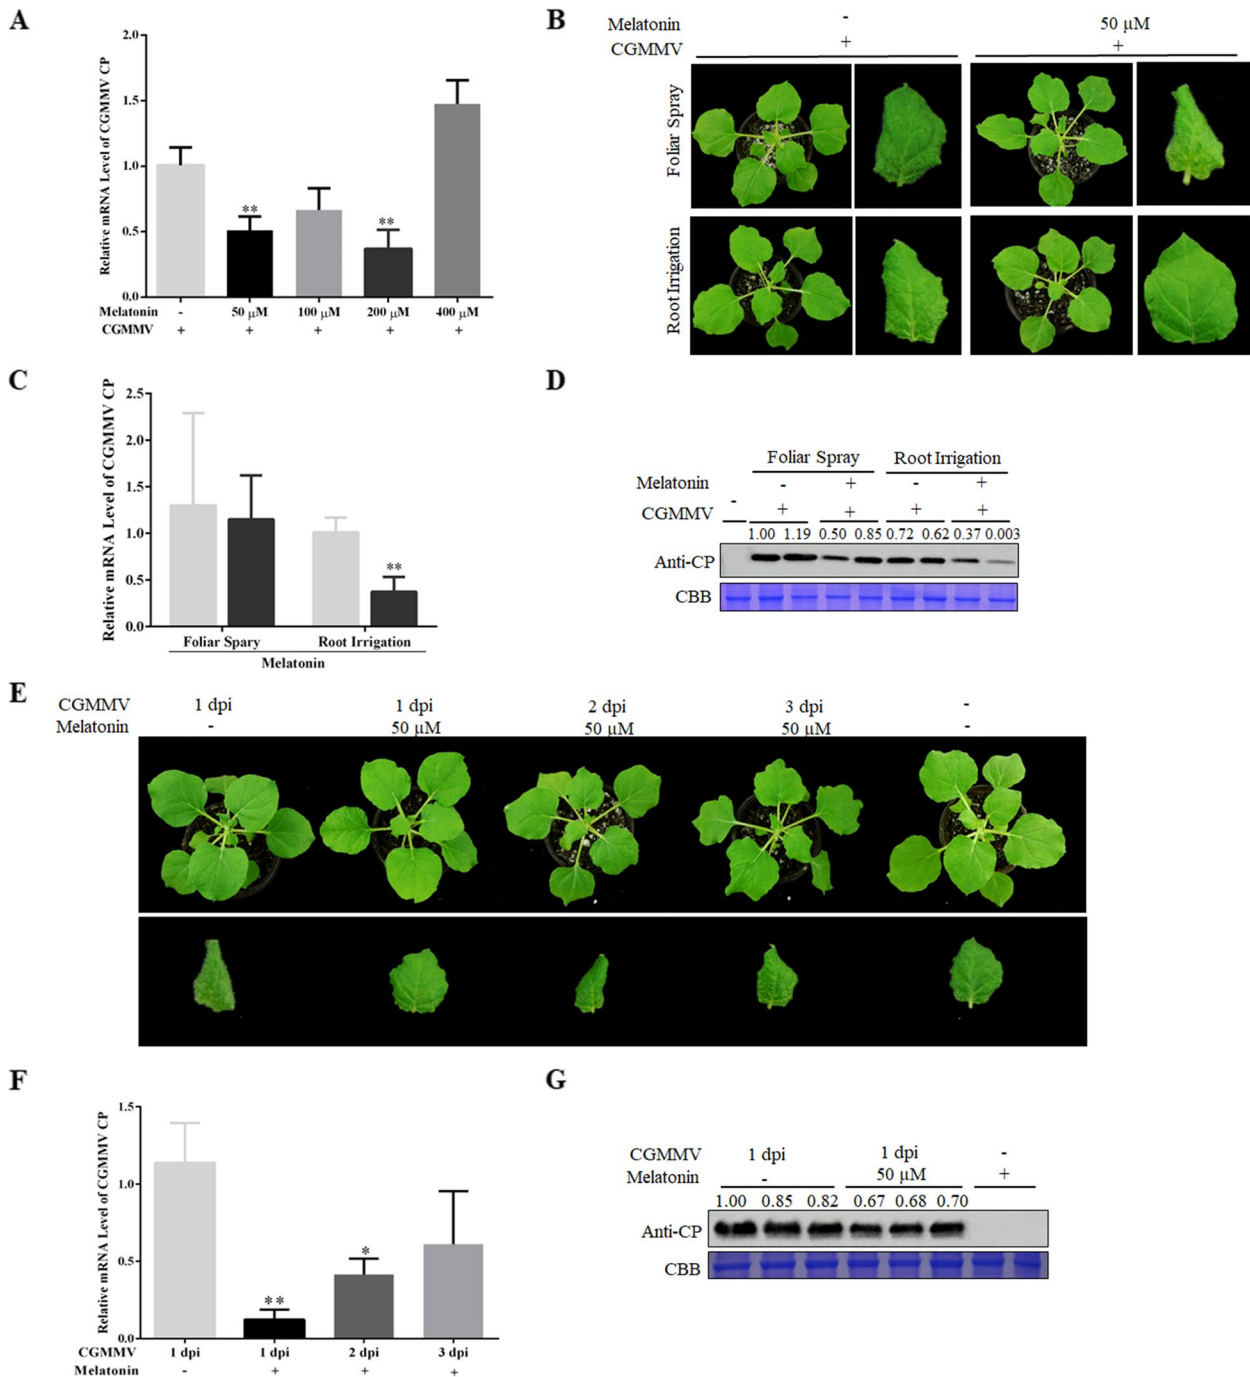 A
Relative mRNA Level of CGMMV CP
2.0
1.5
1.0
0.5
0.0
**
**
Melatonin - 50 μM 100 μM 200 μM 400 μM
CGMMV + + + + +
B
Melatonin - 50 μM
CGMMV + +
Foliar Spray
Root Irrigation
C
Relative mRNA Level of CGMMV CP
2.5
2.0
1.5
1.0
0.5
0.0
**
Foliar Spary Root Irrigation
Melatonin
D
Foliar Spray Root Irrigation
Melatonin - + - +
CGMMV - + + + +
1.00 1.19 0.50 0.85 0.72 0.62 0.37 0.003
Anti-CP
CBB
E
CGMMV 1 dpi 1 dpi 2 dpi 3 dpi -
Melatonin - 50 μM 50 μM 50 μM -
F
Relative mRNA Level of CGMMV CP
1.5
1.0
0.5
0.0
**
*
CGMMV 1 dpi 1 dpi 2 dpi 3 dpi
Melatonin - + + +
G
CGMMV 1 dpi 1 dpi -
Melatonin - 50 μM +
1.00 0.85 0.82 0.67 0.68 0.70
Anti-CP
CBB